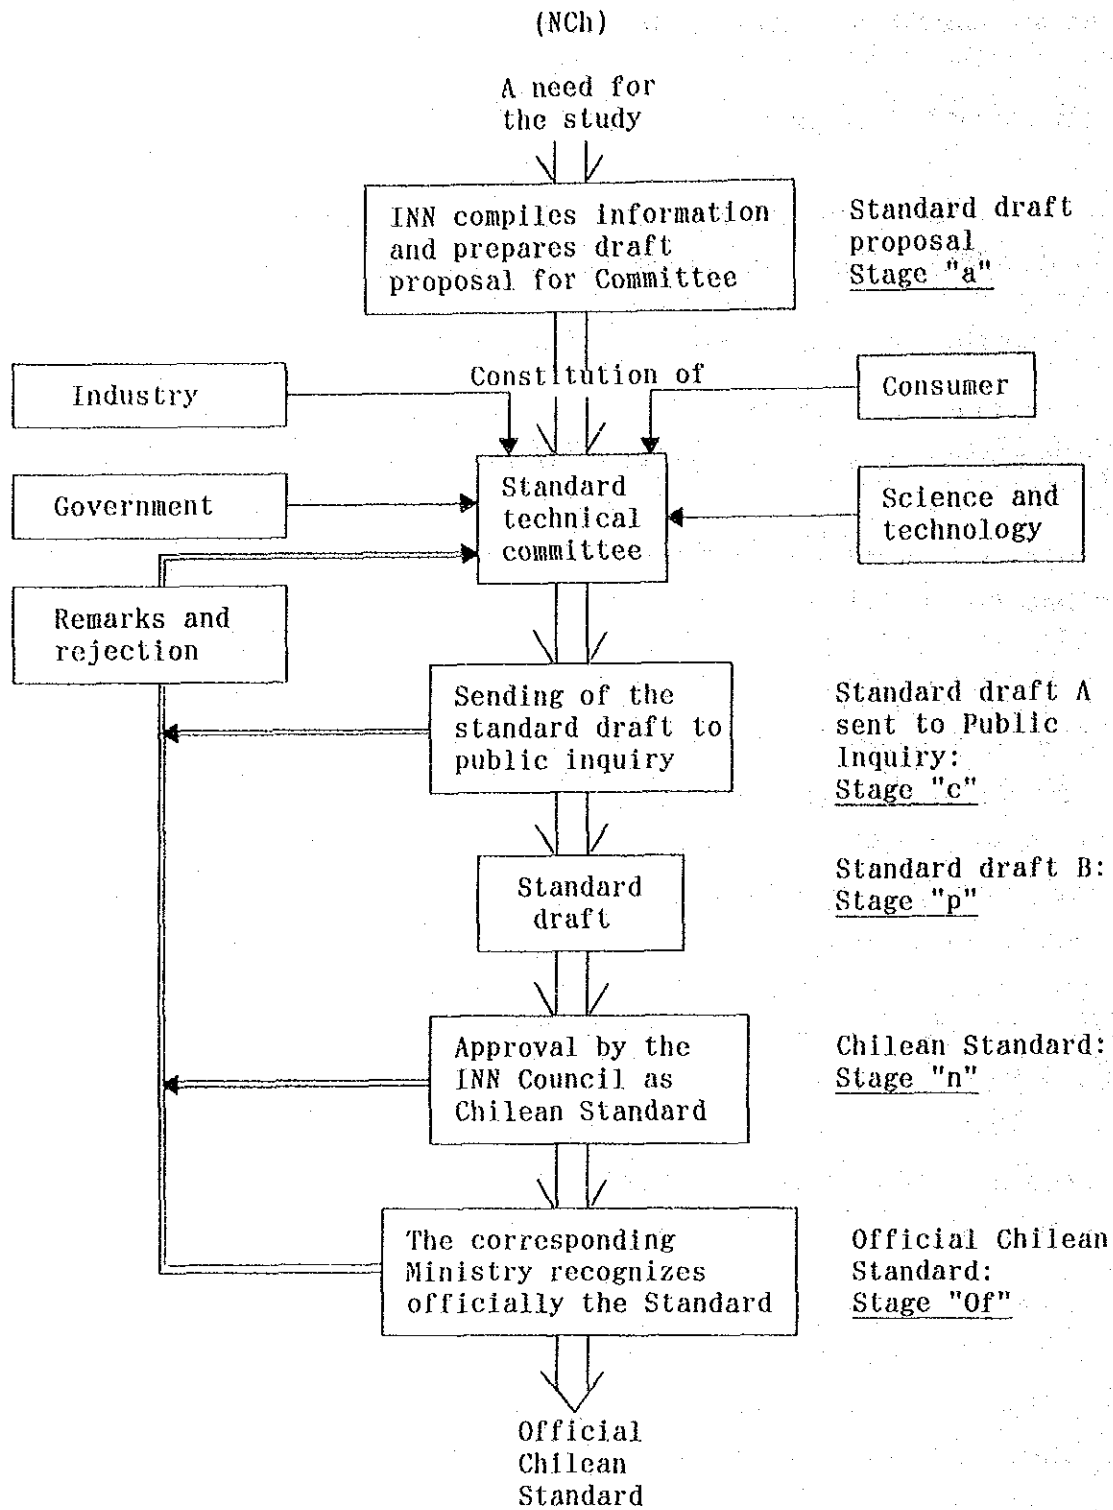 (NCh)
A need for
the study
INN compiles information
and prepares draft
proposal for Committee
Standard draft
proposal
Stage "a"
Industry
Constitution of
Consumer
Government
Standard
technical
committee
Science and
technology
Remarks and
rejection
Sending of the
standard draft to
public inquiry
Standard draft A
sent to Public
Inquiry:
Stage "c"
Standard
draft
Standard draft B:
Stage "p"
Approval by the
INN Council as
Chilean Standard
Chilean Standard:
Stage "n"
The corresponding
Ministry recognizes
officially the Standard
Official Chilean
Standard:
Stage "Of"
Official
Chilean
Standard